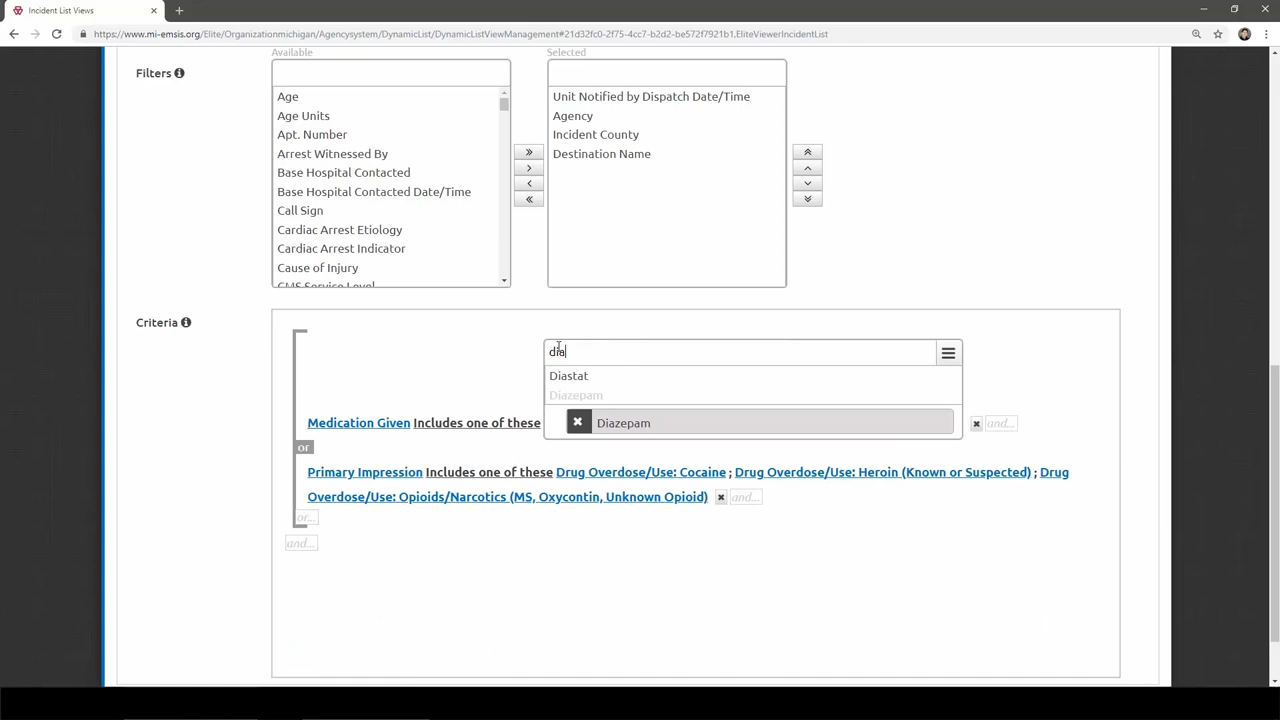 Incident List Views
https://www.mi-emsis.org/Elite/Organizationmichigan/Agencysystem/DynamicList/DynamicListViewManagement#21d32fc0-2f75-4cc7-b2d2-be572f7921b1,EliteViewerIncidentList
Available
Selected
Filters
Age
Age Units
Apt. Number
Arrest Witnessed By
Base Hospital Contacted
Base Hospital Contacted Date/Time
Call Sign
Cardiac Arrest Etiology
Cardiac Arrest Indicator
Cause of Injury
CMS Service Level
Unit Notified by Dispatch Date/Time
Agency
Incident County
Destination Name
Criteria
dia
Diastat
Diazepam
Medication Given Includes one of these Diazepam and...
or
Primary Impression Includes one of these Drug Overdose/Use: Cocaine ; Drug Overdose/Use: Heroin (Known or Suspected) ; Drug
Overdose/Use: Opioids/Narcotics (MS, Oxycontin, Unknown Opioid) and...
or...
and...